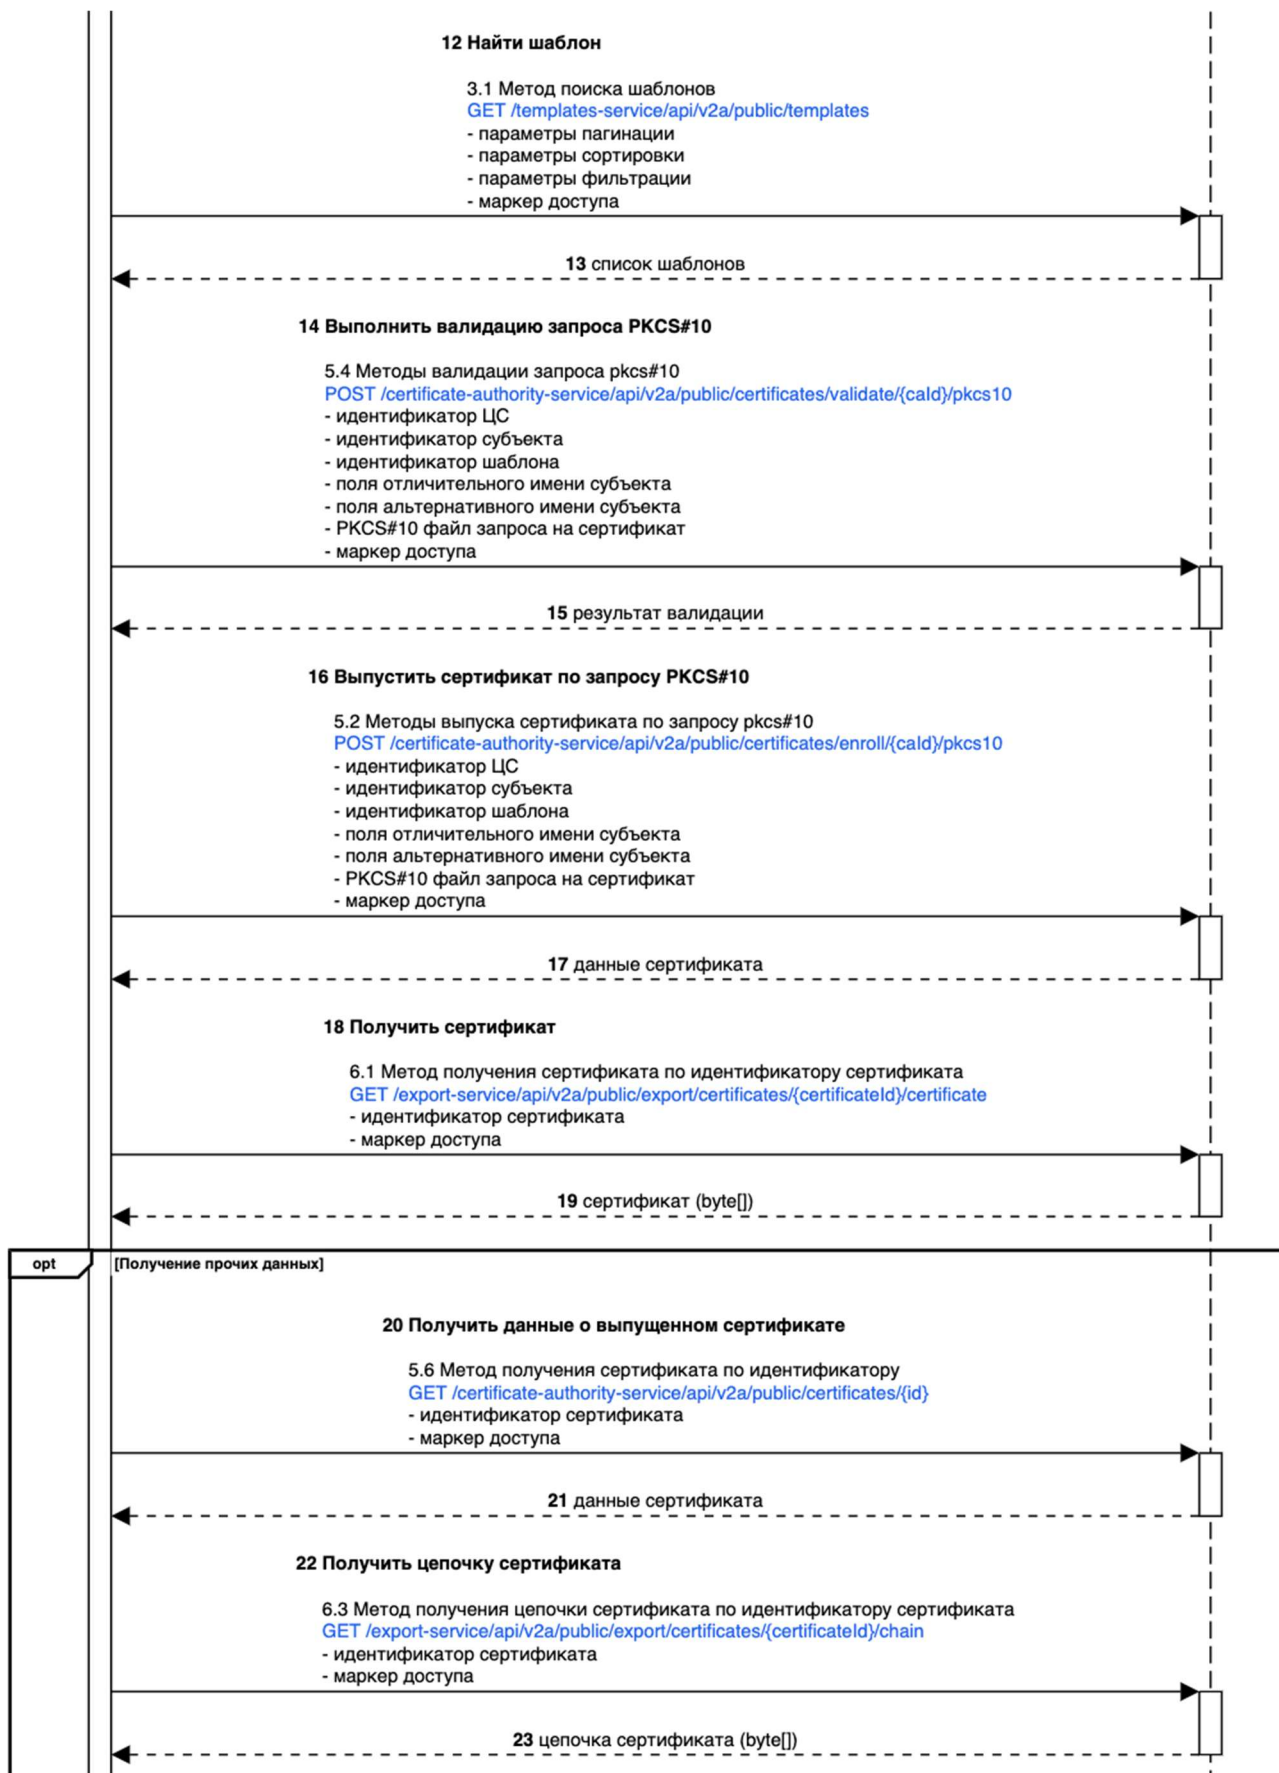 12 Найти шаблон
3.1 Метод поиска шаблонов
GET /templates-service/api/v2a/public/templates
- параметры пагинации
- параметры сортировки
- параметры фильтрации
- маркер доступа
13 список шаблонов
14 Выполнить валидацию запроса PKCS#10
5.4 Методы валидации запроса pkcs#10
POST /certificate-authority-service/api/v2a/public/certificates/validate/{caId}/pkcs10
- идентификатор ЦС
- идентификатор субъекта
- идентификатор шаблона
- поля отличительного имени субъекта
- поля альтернативного имени субъекта
- PKCS#10 файл запроса на сертификат
- маркер доступа
15 результат валидации
16 Выпустить сертификат по запросу PKCS#10
5.2 Методы выпуска сертификата по запросу pkcs#10
POST /certificate-authority-service/api/v2a/public/certificates/enroll/{caId}/pkcs10
- идентификатор ЦС
- идентификатор субъекта
- идентификатор шаблона
- поля отличительного имени субъекта
- поля альтернативного имени субъекта
- PKCS#10 файл запроса на сертификат
- маркер доступа
17 данные сертификата
18 Получить сертификат
6.1 Метод получения сертификата по идентификатору сертификата
GET /export-service/api/v2a/public/export/certificates/{certificateId}/certificate
- идентификатор сертификата
- маркер доступа
19 сертификат (byte[])
opt [Получение прочих данных]
20 Получить данные о выпущенном сертификате
5.6 Метод получения сертификата по идентификатору
GET /certificate-authority-service/api/v2a/public/certificates/{id}
- идентификатор сертификата
- маркер доступа
21 данные сертификата
22 Получить цепочку сертификата
6.3 Метод получения цепочки сертификата по идентификатору сертификата
GET /export-service/api/v2a/public/export/certificates/{certificateId}/chain
- идентификатор сертификата
- маркер доступа
23 цепочка сертификата (byte[])